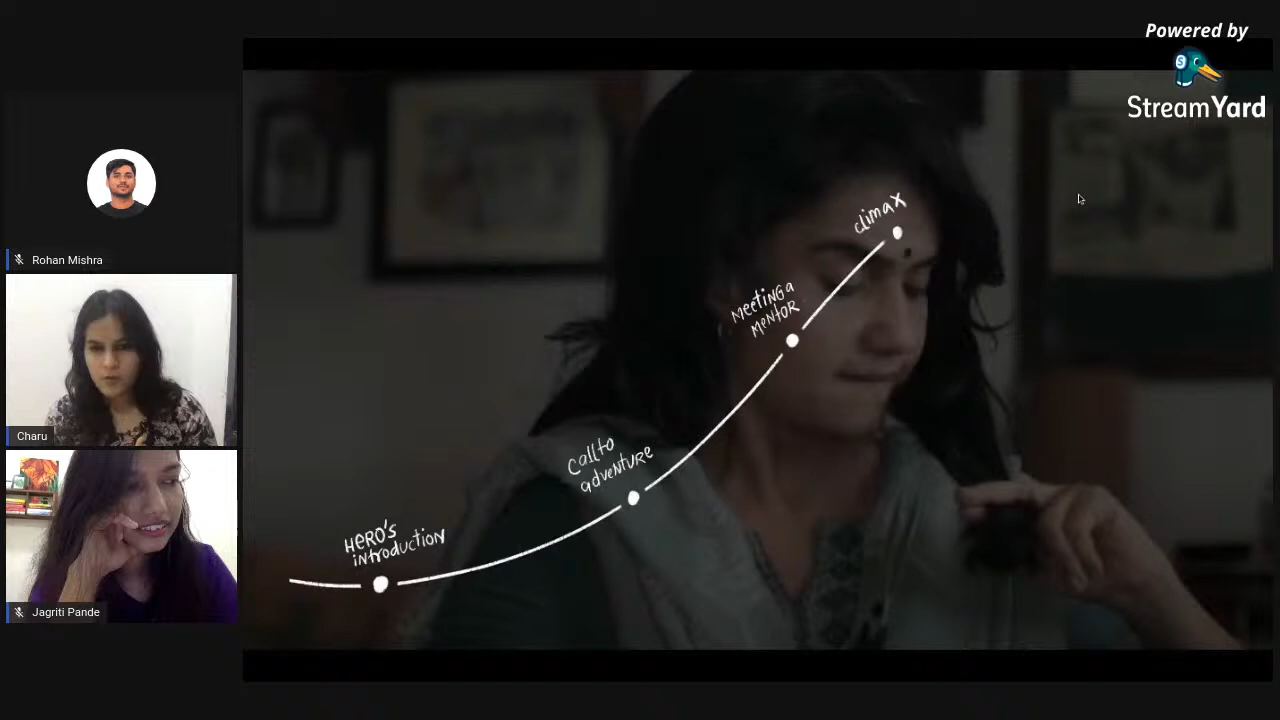 Powered by
StreamYard
Rohan Mishra
Charu
Jagriti Pande
climax
Meeting a
Mentor
Call to
adventure
Hero's
introduction